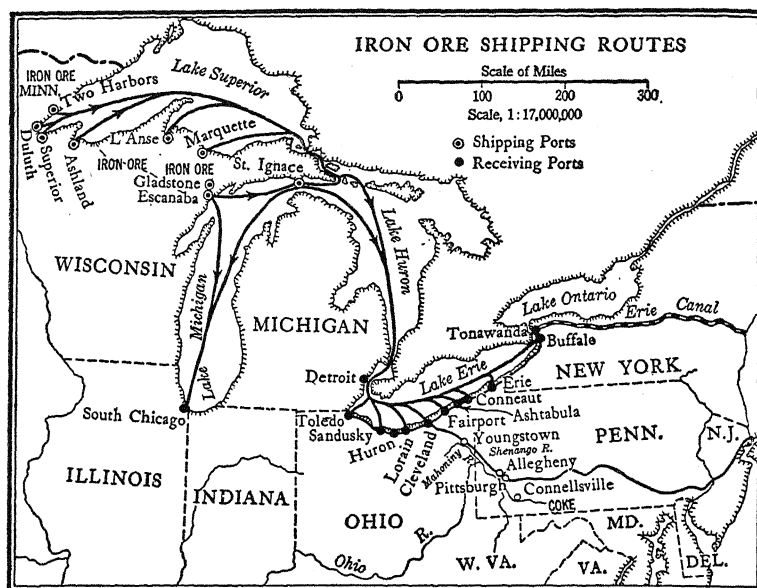 IRON ORE SHIPPING ROUTES
Scale of Miles
0 100 200 300
Scale, 1:17,000,000
Shipping Ports
Receiving Ports
IRON ORE
MINN.
Two Harbors
Lake Superior
Duluth
Superior
Ashland
L'Anse
Marquette
IRON-ORE
IRON ORE
St. Ignace
Gladstone
Escanaba
Lake Huron
WISCONSIN
Lake Michigan
MICHIGAN
Lake Ontario
Erie Canal
Tonawanda
Buffalo
NEW YORK
Detroit
Lake Erie
Erie
Conneaut
Ashtabula
Fairport
South Chicago
Toledo
Sandusky
Huron
Lorain
Cleveland
Youngstown
Shenango R.
Mahoning
Allegheny
Pittsburgh
Connellsville
COKE
PENN.
N.J.
ILLINOIS
INDIANA
OHIO
Ohio R.
W. VA.
VA.
MD.
DEL.